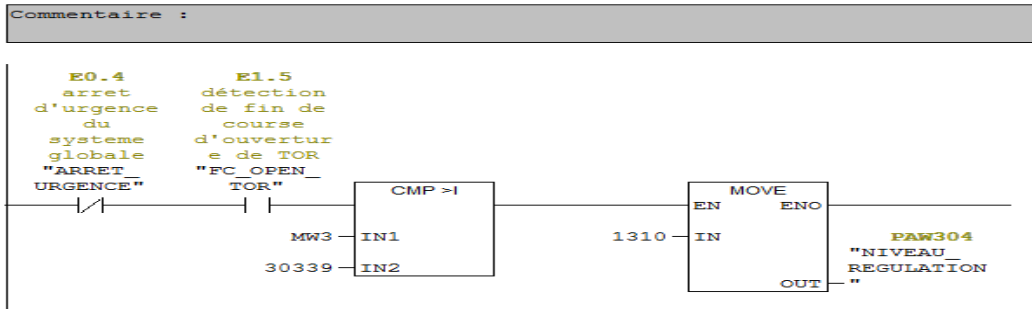 Commentaire :
E0.4
arret
d'urgence
du
systeme
globale
"ARRET_
URGENCE"
E1.5
détection
de fin de
course
d'ouvertur
e de TOR
"FC_OPEN_
TOR"
CMP >I
MW3
IN1
30339
IN2
MOVE
EN
ENO
1310
IN
PAW304
"NIVEAU_
REGULATION
"
OUT